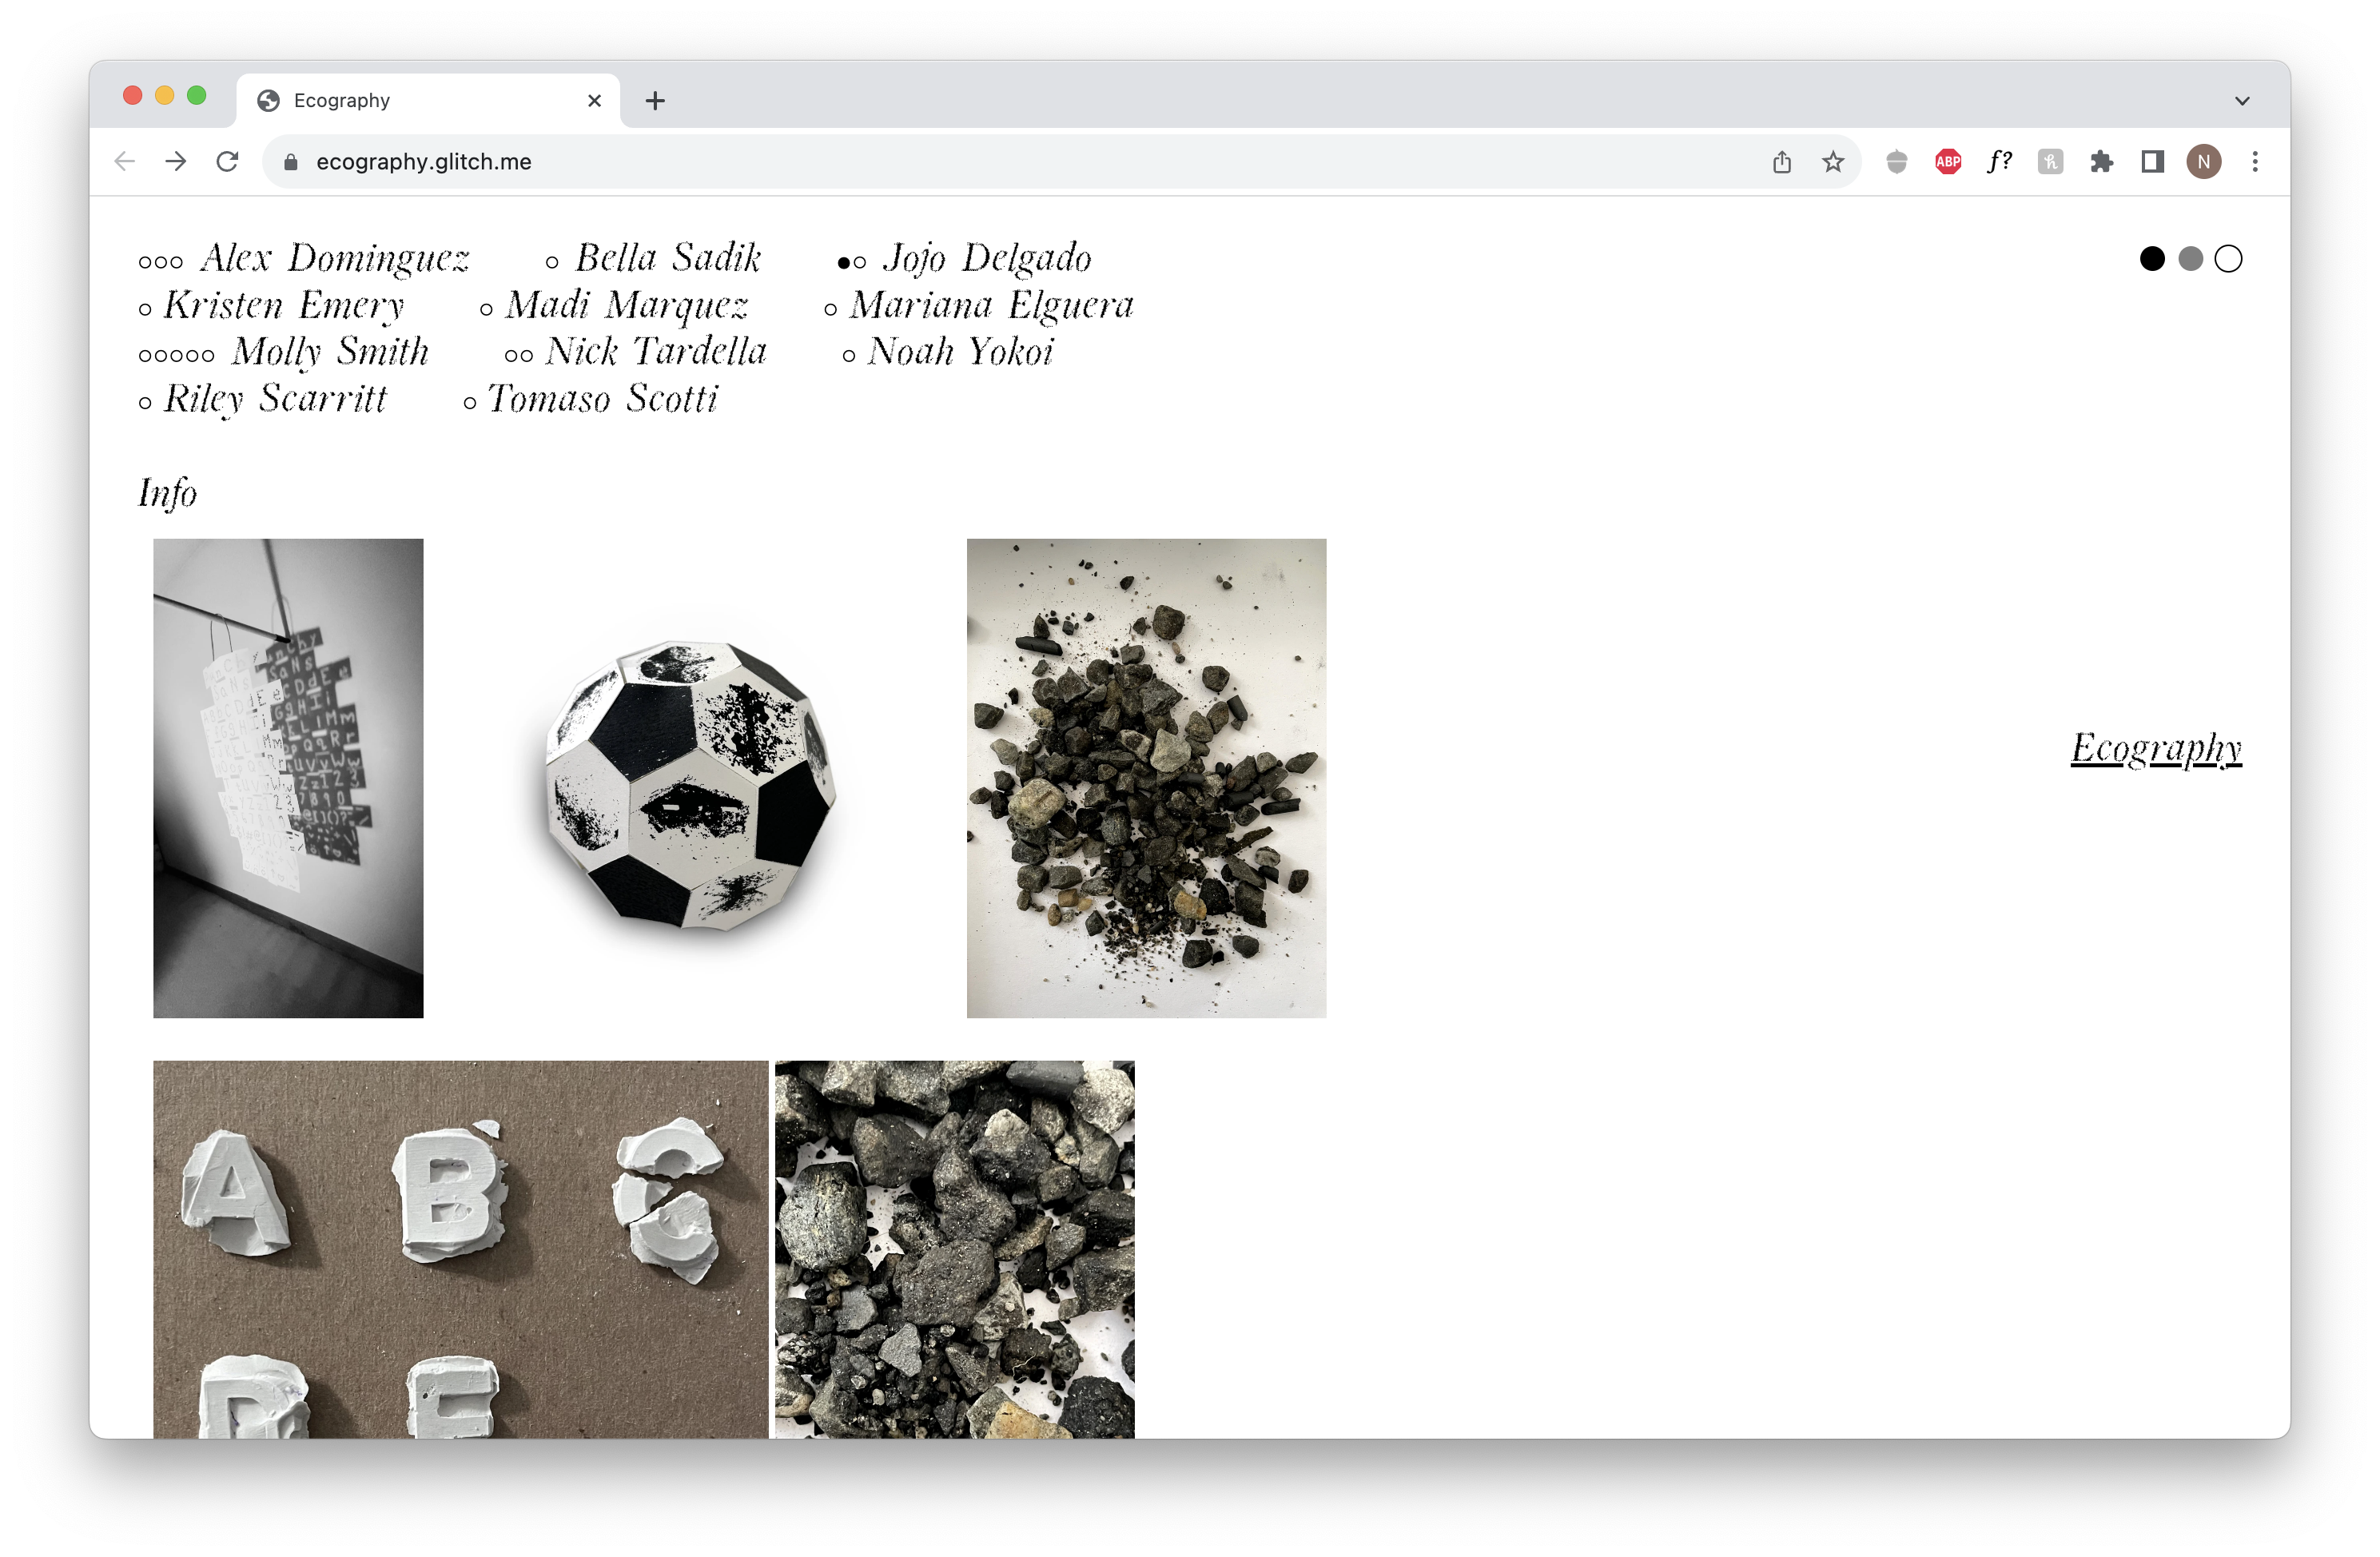 Ecography
ecography.glitch.me
ABP
f?
h
N
Alex Dominguez Bella Sadik Jojo Delgado
Kristen Emery Madi Marquez Mariana Elguera
Molly Smith Nick Tardella Noah Yokoi
Riley Scarritt Tomaso Scotti
Info
Ecography
A B C
D E